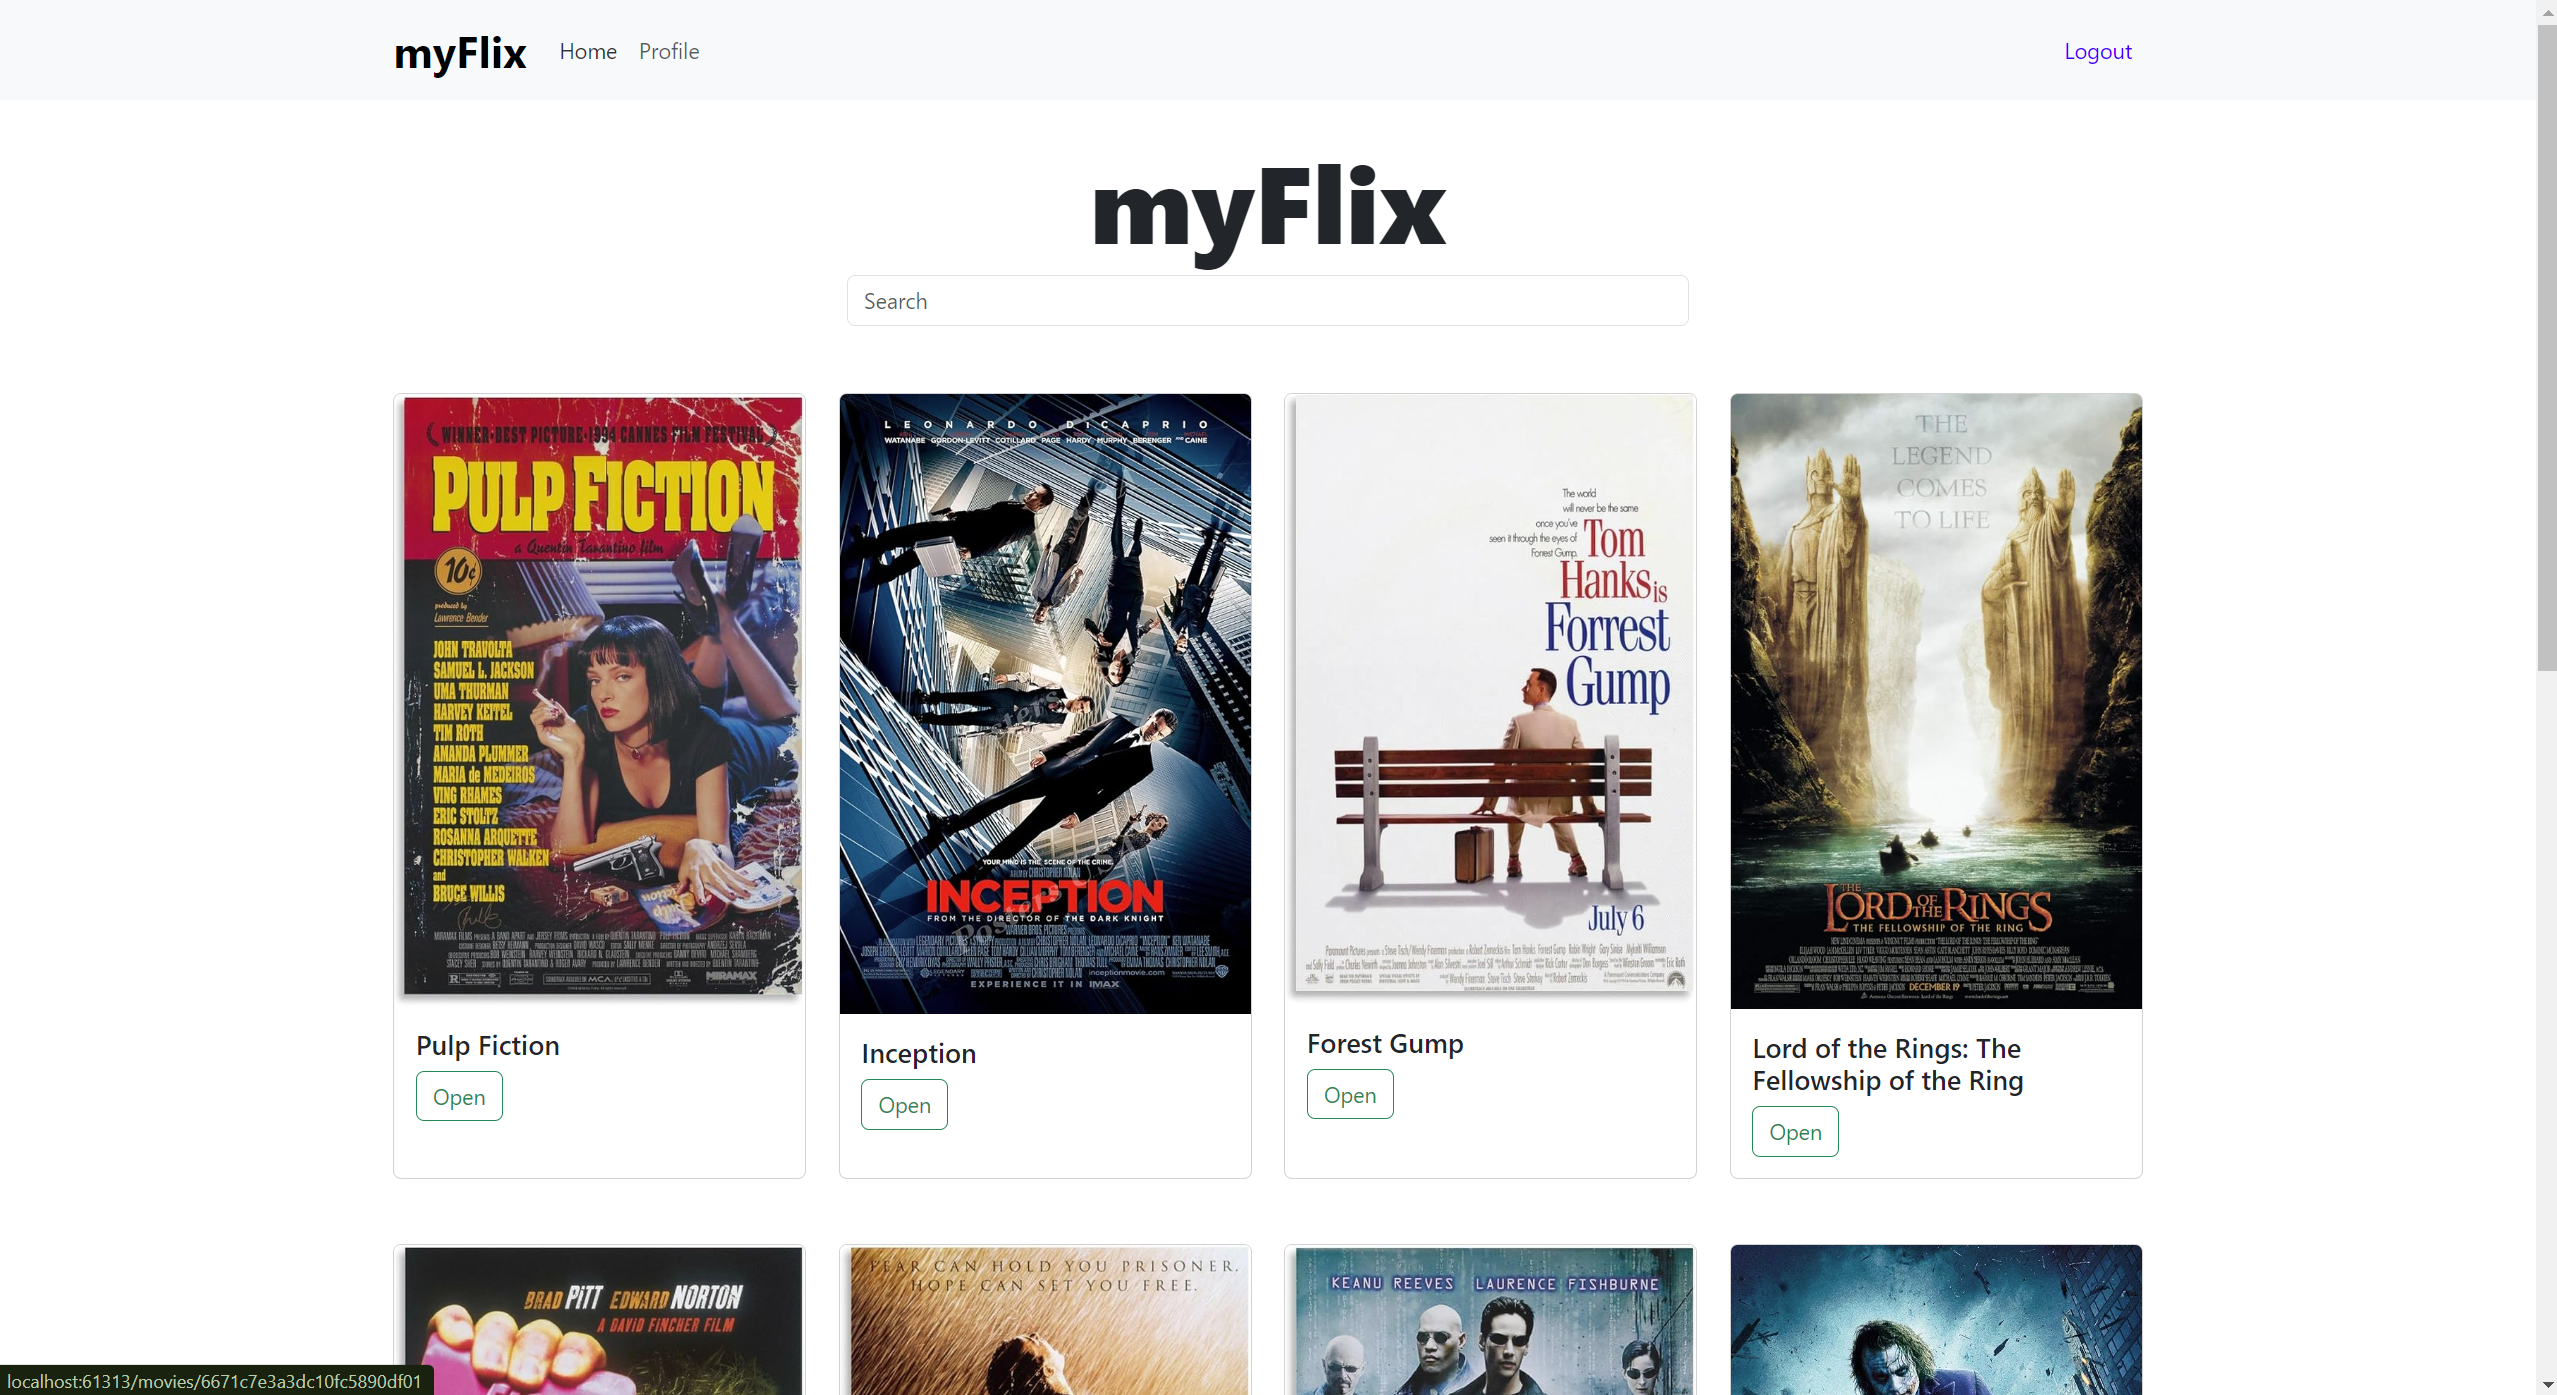 myFlix
Home
Profile
Logout
myFlix
Search
WINNER·BEST PICTURE·1994 CANNES FILM FESTIVAL
PULP FICTION
a Quentin Tarantino film
10¢
produced by
Lawrence Bender
JOHN TRAVOLTA
SAMUEL L. JACKSON
UMA THURMAN
HARVEY KEITEL
TIM ROTH
AMANDA PLUMMER
MARIA de MEDEIROS
VING RHAMES
ERIC STOLTZ
ROSANNA ARQUETTE
CHRISTOPHER WALKEN
and
BRUCE WILLIS
MIRAMAX
Pulp Fiction
Open
LEONARDO DiCAPRIO
WATANABE GORDON-LEVITT COTILLARD PAGE HARDY MURPHY BERENGER AND CAINE
YOUR MIND IS THE SCENE OF THE CRIME.
A FILM BY CHRISTOPHER NOLAN
INCEPTION
FROM THE DIRECTOR OF THE DARK KNIGHT
inceptionmovie.com
EXPERIENCE IT IN IMAX
Inception
Open
The world
will never be the same
once you've
seen it through the eyes of
Forrest Gump.
Tom
Hanks is
Forrest
Gump
July 6
Forest Gump
Open
THE
LEGEND
COMES
TO LIFE
THE
LORD OF THE RINGS
THE FELLOWSHIP OF THE RING
DECEMBER 19
Lord of the Rings: The
Fellowship of the Ring
Open
BRAD PITT EDWARD NORTON
A DAVID FINCHER FILM
FEAR CAN HOLD YOU PRISONER.
HOPE CAN SET YOU FREE.
KEANU REEVES LAURENCE FISHBURNE
localhost:61313/movies/6671c7e3a3dc10fc5890df01